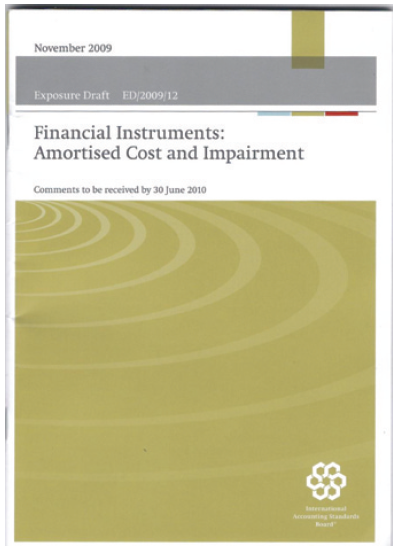 November 2009
Exposure Draft ED/2009/12
Financial Instruments:
Amortised Cost and Impairment
Comments to be received by 30 June 2010
International
Accounting Standards
Board®